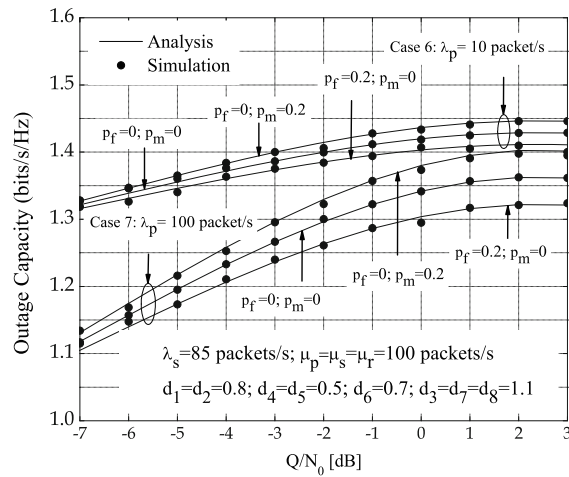 1.6
Analysis
Simulation
Case 6: λp= 10 packet/s
pf=0.2; pm=0
pf=0; pm=0.2
pf=0; pm=0
1.5
1.4
1.3
1.2
1.1
1.0
Outage Capacity (bits/s/Hz)
Case 7: λp= 100 packet/s
pf=0.2; pm=0
pf=0; pm=0.2
pf=0; pm=0
λs=85 packets/s; μp=μs=μr=100 packets/s
d1=d2=0.8; d4=d5=0.5; d6=0.7; d3=d7=d8=1.1
-7 -6 -5 -4 -3 -2 -1 0 1 2 3
Q/N0 [dB]